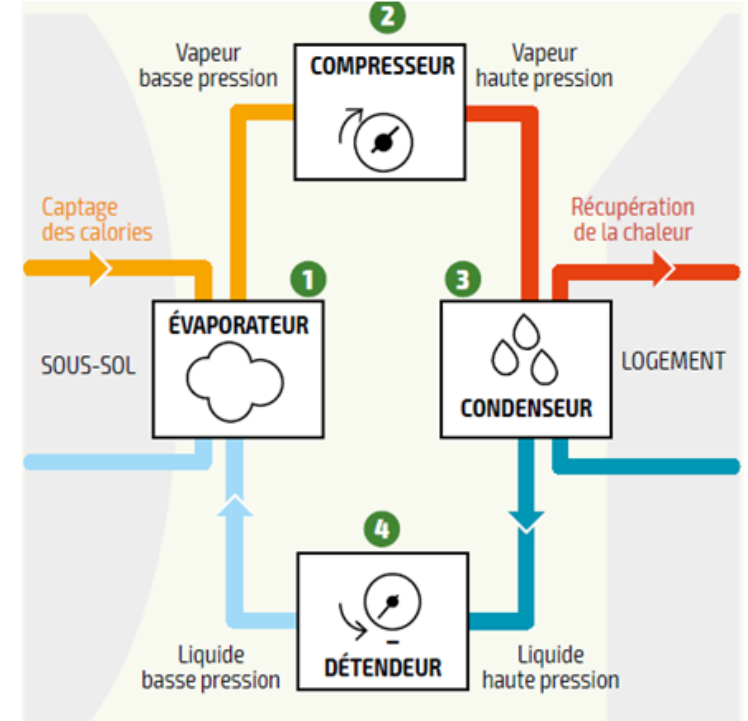 2
Vapeur
basse pression
COMPRESSEUR
Vapeur
haute pression
Captage
des calories
Récupération
de la chaleur
1
3
ÉVAPORATEUR
SOUS-SOL
CONDENSEUR
LOGEMENT
4
Liquide
basse pression
DÉTENDEUR
Liquide
haute pression